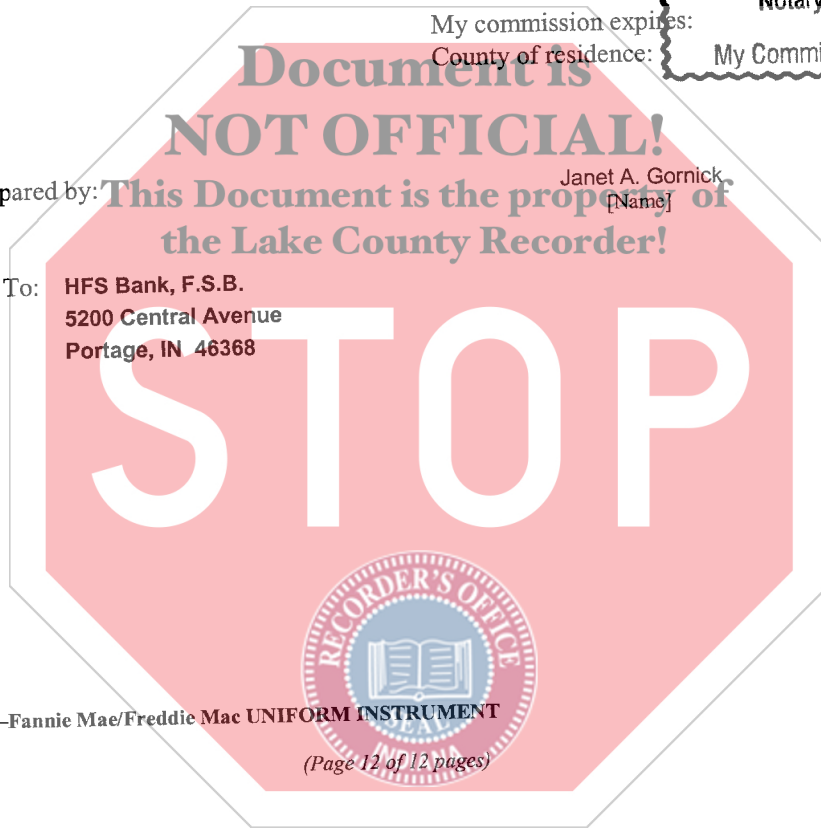 Notary
My commission expires:
County of residence: My Commi
Document is
NOT OFFICIAL!
Janet A. Gornick
pared by: This Document is the property of
[Name]
the Lake County Recorder!
To: HFS Bank, F.S.B.
5200 Central Avenue
Portage, IN 46368
STOP
RECORDER'S OFFICE
–Fannie Mae/Freddie Mac UNIFORM INSTRUMENT
SEAL
INDIANA
(Page 12 of 12 pages)